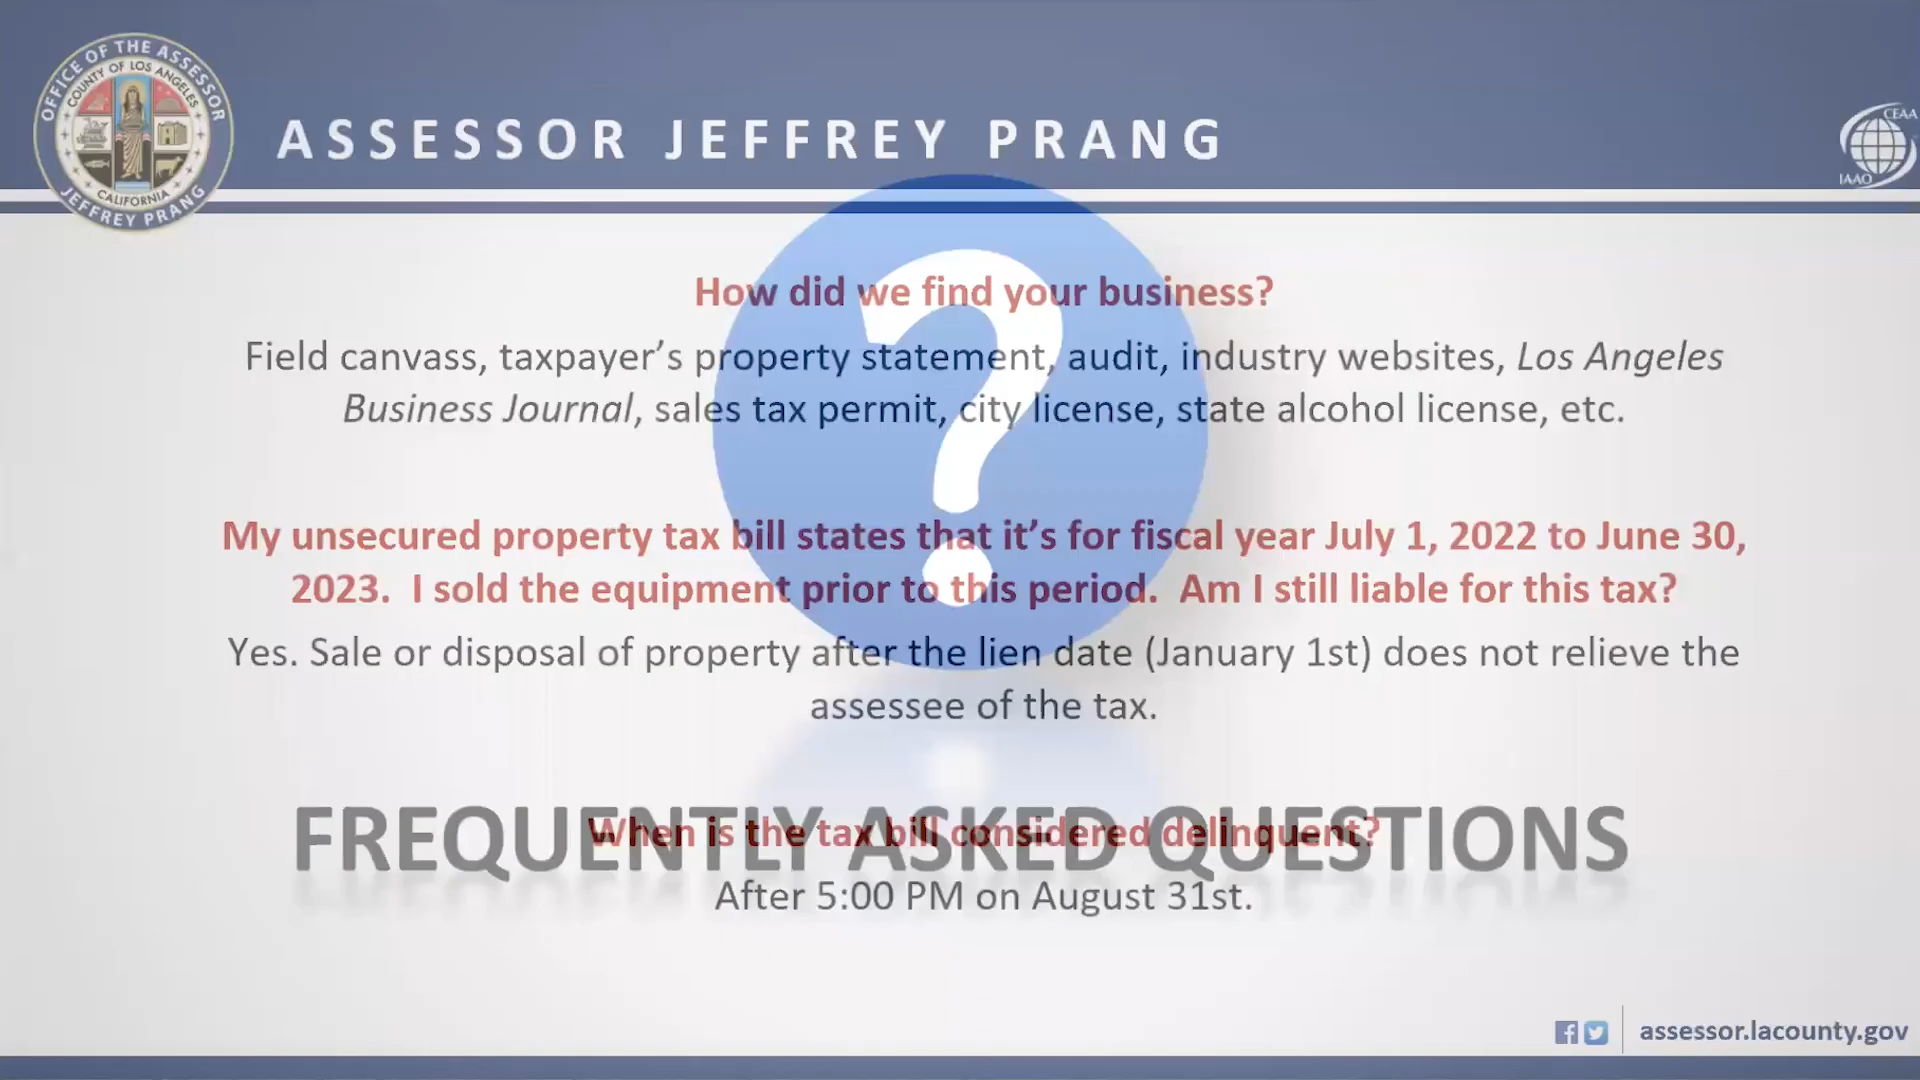 OFFICE OF THE ASSESSOR
COUNTY OF LOS ANGELES
CALIFORNIA
JEFFREY PRANG
ASSESSOR JEFFREY PRANG
CEAA
IAAO
How did we find your business?
Field canvass, taxpayer’s property statement, audit, industry websites, Los Angeles
Business Journal, sales tax permit, city license, state alcohol license, etc.
My unsecured property tax bill states that it’s for fiscal year July 1, 2022 to June 30,
2023. I sold the equipment prior to this period. Am I still liable for this tax?
Yes. Sale or disposal of property after the lien date (January 1st) does not relieve the
assessee of the tax.
FREQUENTLY ASKED QUESTIONS
When is the tax bill considered delinquent?
After 5:00 PM on August 31st.
assessor.lacounty.gov